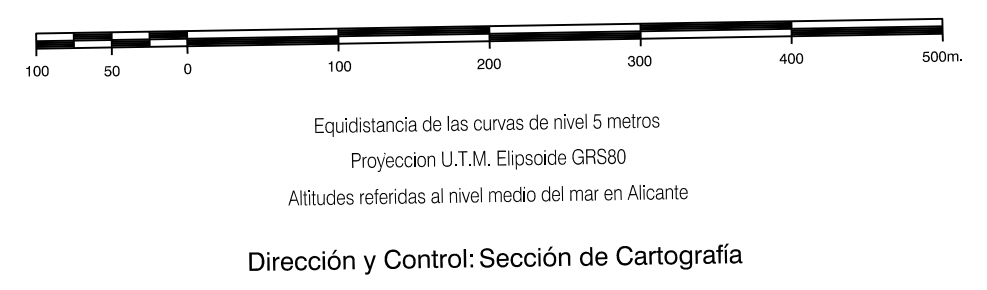 100 50 0 100 200 300 400 500m.
Equidistancia de las curvas de nivel 5 metros
Proyeccion U.T.M. Elipsoide GRS80
Altitudes referidas al nivel medio del mar en Alicante
Dirección y Control: Sección de Cartografía